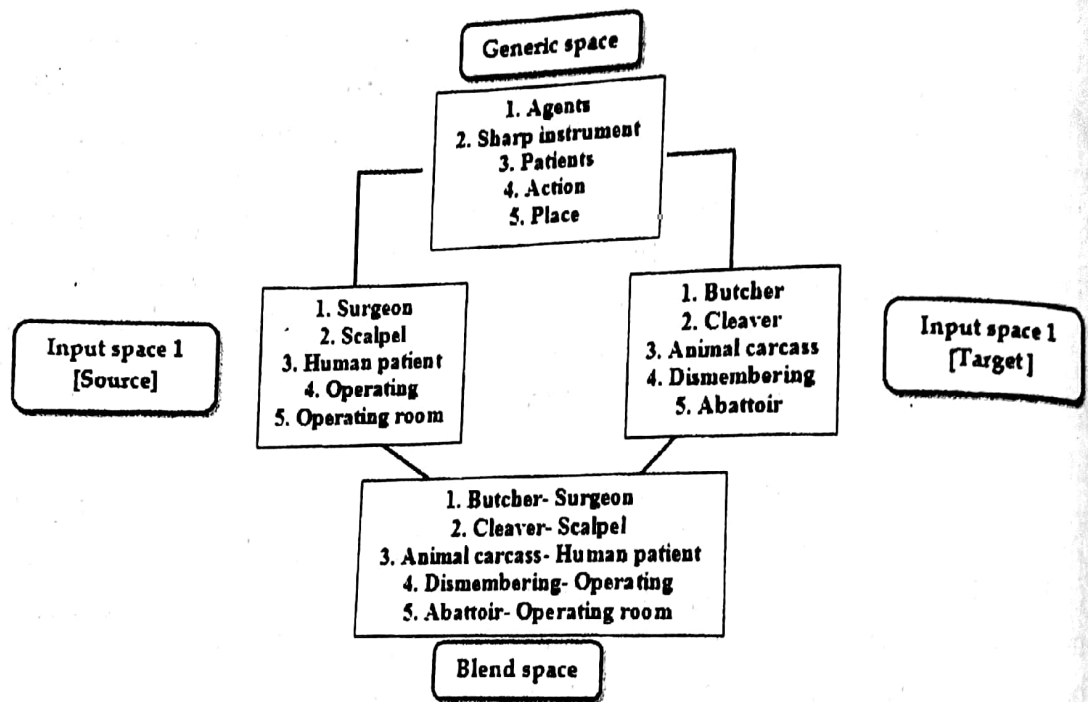 Generic space
1. Agents
2. Sharp instrument
3. Patients
4. Action
5. Place
Input space 1
[Source]
1. Surgeon
2. Scalpel
3. Human patient
4. Operating
5. Operating room
1. Butcher
2. Cleaver
3. Animal carcass
4. Dismembering
5. Abattoir
Input space 1
[Target]
1. Butcher- Surgeon
2. Cleaver- Scalpel
3. Animal carcass- Human patient
4. Dismembering- Operating
5. Abattoir- Operating room
Blend space